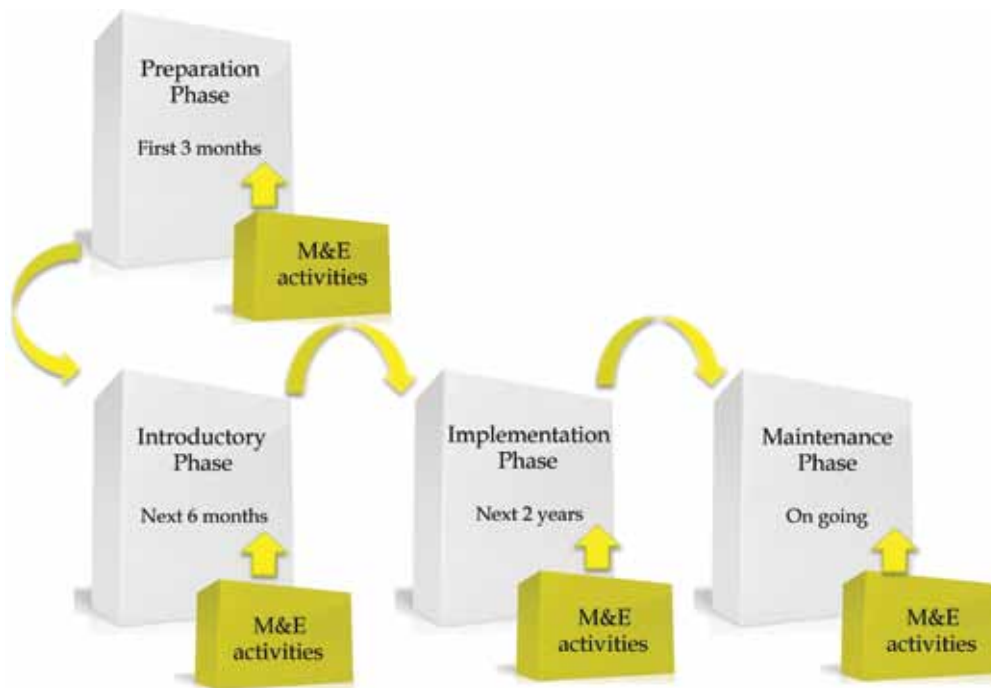 Preparation
Phase
First 3 months
M&E
activities
Introductory
Phase
Next 6 months
M&E
activities
Implementation
Phase
Next 2 years
M&E
activities
Maintenance
Phase
On going
M&E
activities